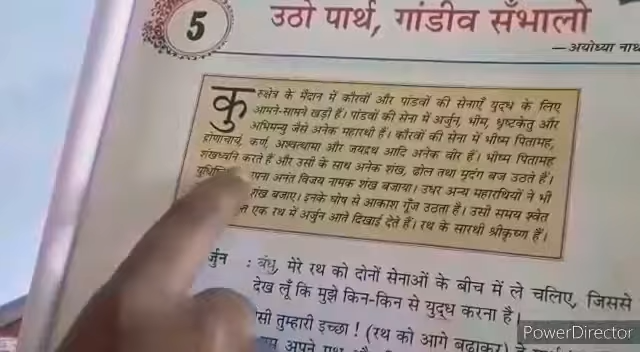 5
उठो पार्थ, गांडीव सँभालो
— अयोध्या नाथ
कुरुक्षेत्र के मैदान में कौरवों और पांडवों की सेनाएँ युद्ध के लिए
आमने-सामने खड़ी हैं। पांडवों की सेना में अर्जुन, भीम, धृष्टकेतु और
अभिमन्यु जैसे अनेक महारथी हैं। कौरवों की सेना में भीष्म पितामह,
द्रोणाचार्य, कर्ण, अश्वत्थामा और जयद्रथ आदि अनेक वीर हैं। भीष्म पितामह
शंखध्वनि करते हैं और उसी के साथ अनेक शंख, ढोल तथा मृदंग बज उठते हैं।
अनंत विजय नामक शंख बजाया। उधर अन्य महारथियों ने भी
शंख बजाए। इनके घोष से आकाश गूँज उठता है। उसी समय श्वेत
एक रथ में अर्जुन आते दिखाई देते हैं। रथ के सारथी श्रीकृष्ण हैं।
: बंधु, मेरे रथ को दोनों सेनाओं के बीच में ले चलिए, जिससे
देख लूँ कि मुझे किन-किन से युद्ध करना है।
तुम्हारी इच्छा ! (रथ को आगे बढ़ाकर)
अपने
PowerDirector